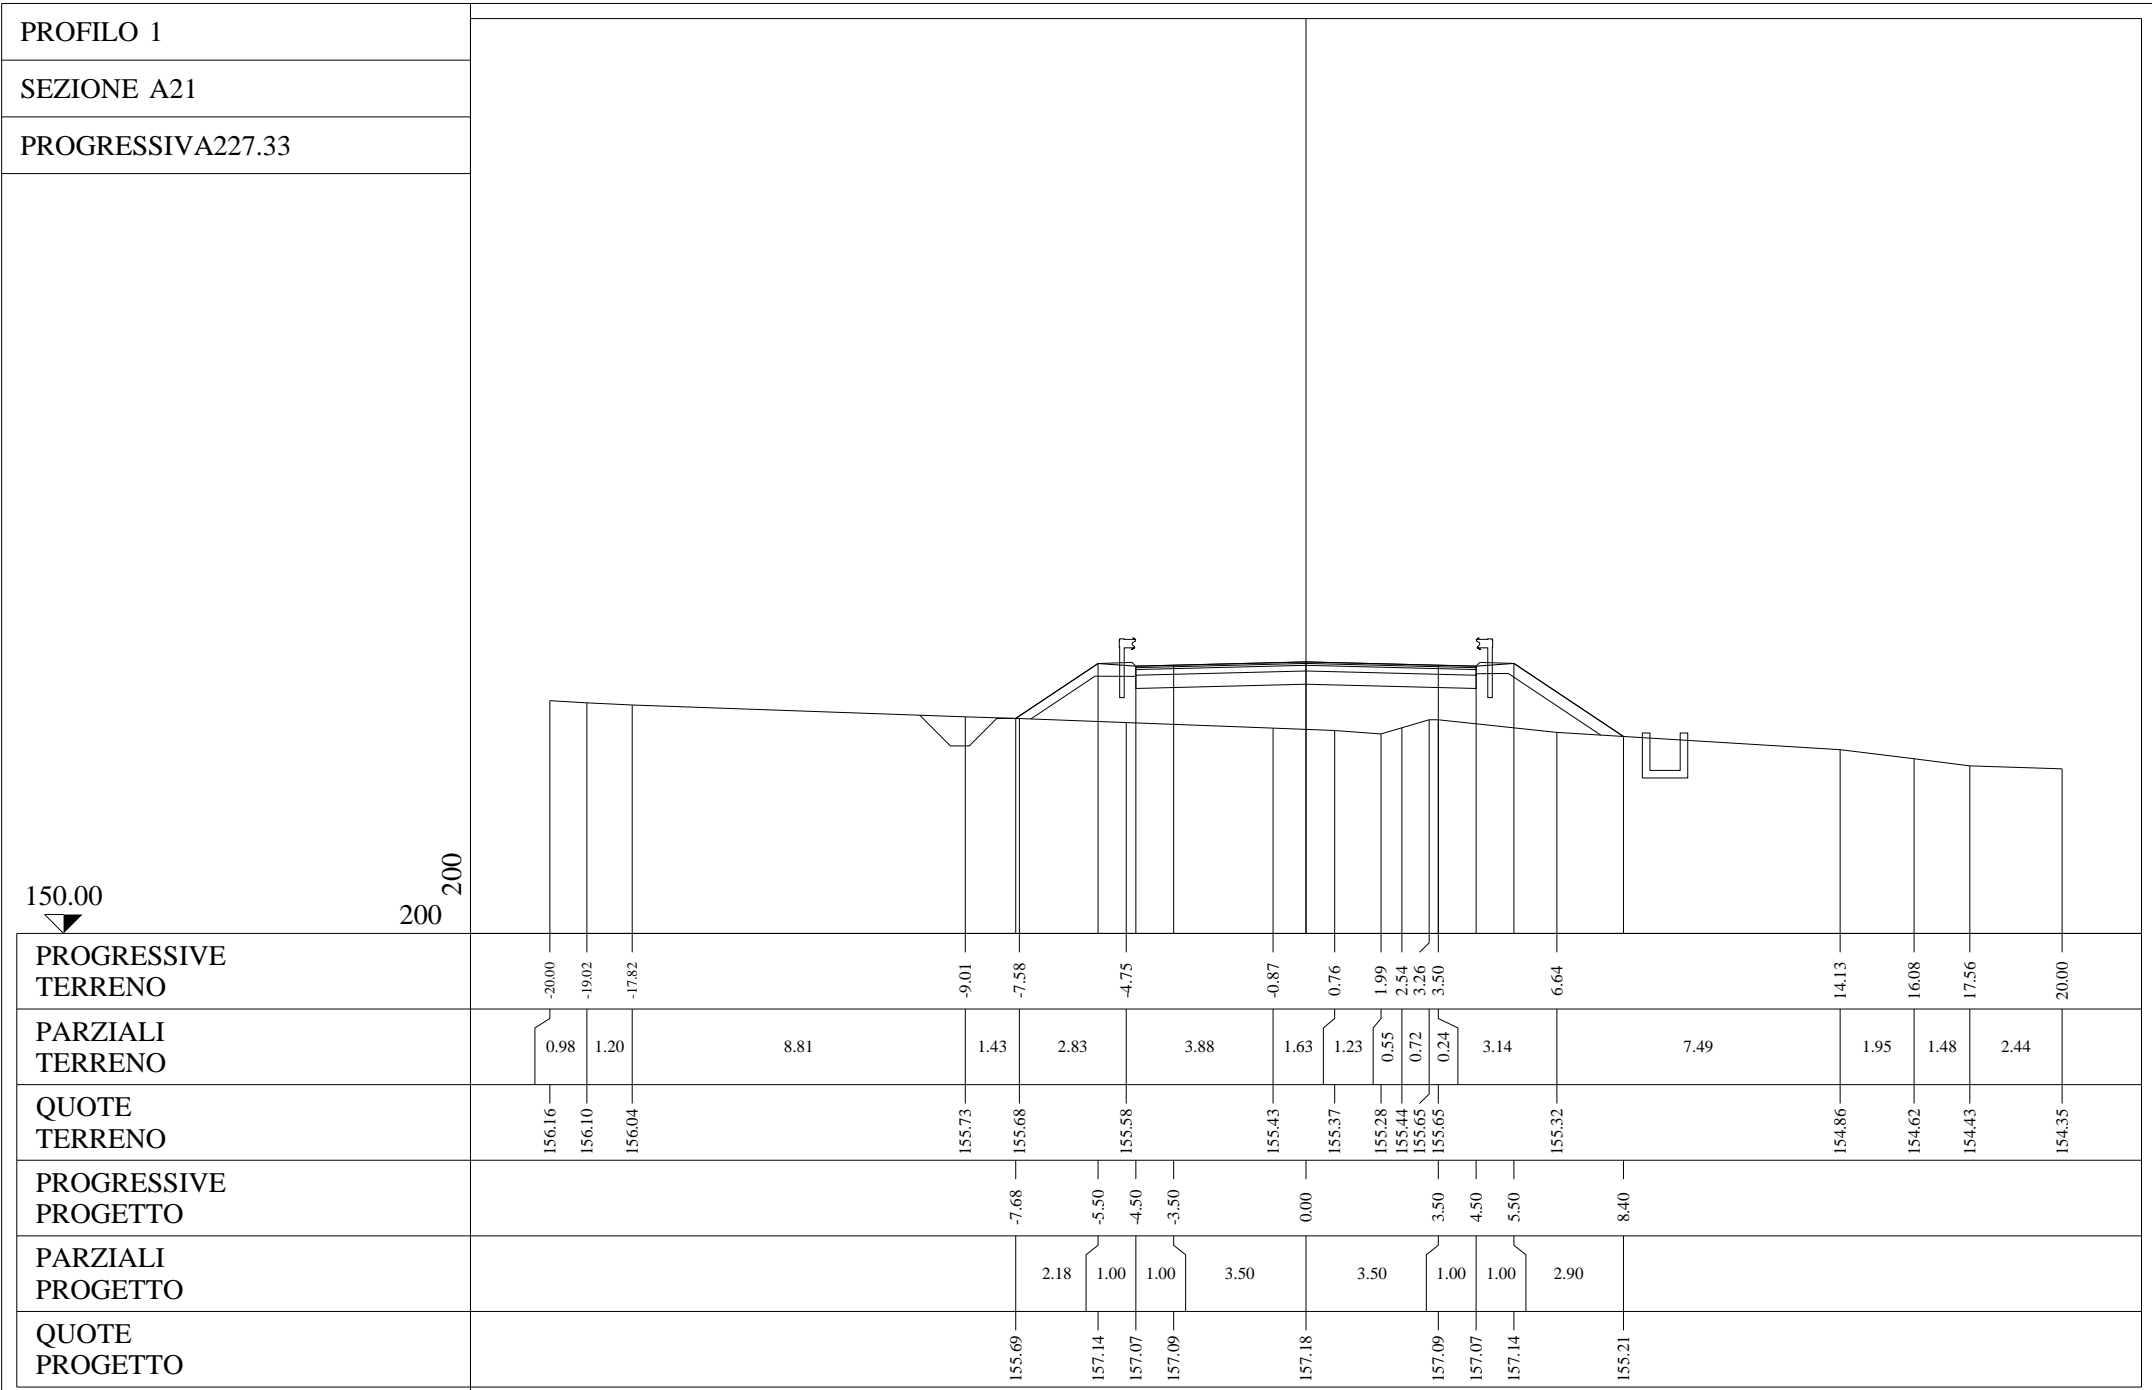 PROFILO 1
SEZIONE A21
PROGRESSIVA227.33
200
150.00
200
PROGRESSIVE
TERRENO
-20.00 -19.02 -17.82 -9.01 -7.58 -4.75 -0.87 0.76 1.99 2.54 3.26 3.50 6.64 14.13 16.08 17.56 20.00
PARZIALI
TERRENO
0.98 1.20 8.81 1.43 2.83 3.88 1.63 1.23 0.55 0.72 0.24 3.14 7.49 1.95 1.48 2.44
QUOTE
TERRENO
156.16 156.10 156.04 155.73 155.68 155.58 155.43 155.37 155.28 155.44 155.65 155.65 155.32 154.86 154.62 154.43 154.35
PROGRESSIVE
PROGETTO
-7.68 -5.50 -4.50 -3.50 0.00 3.50 4.50 5.50 8.40
PARZIALI
PROGETTO
2.18 1.00 1.00 3.50 3.50 1.00 1.00 2.90
QUOTE
PROGETTO
155.69 157.14 157.07 157.09 157.18 157.09 157.07 157.14 155.21